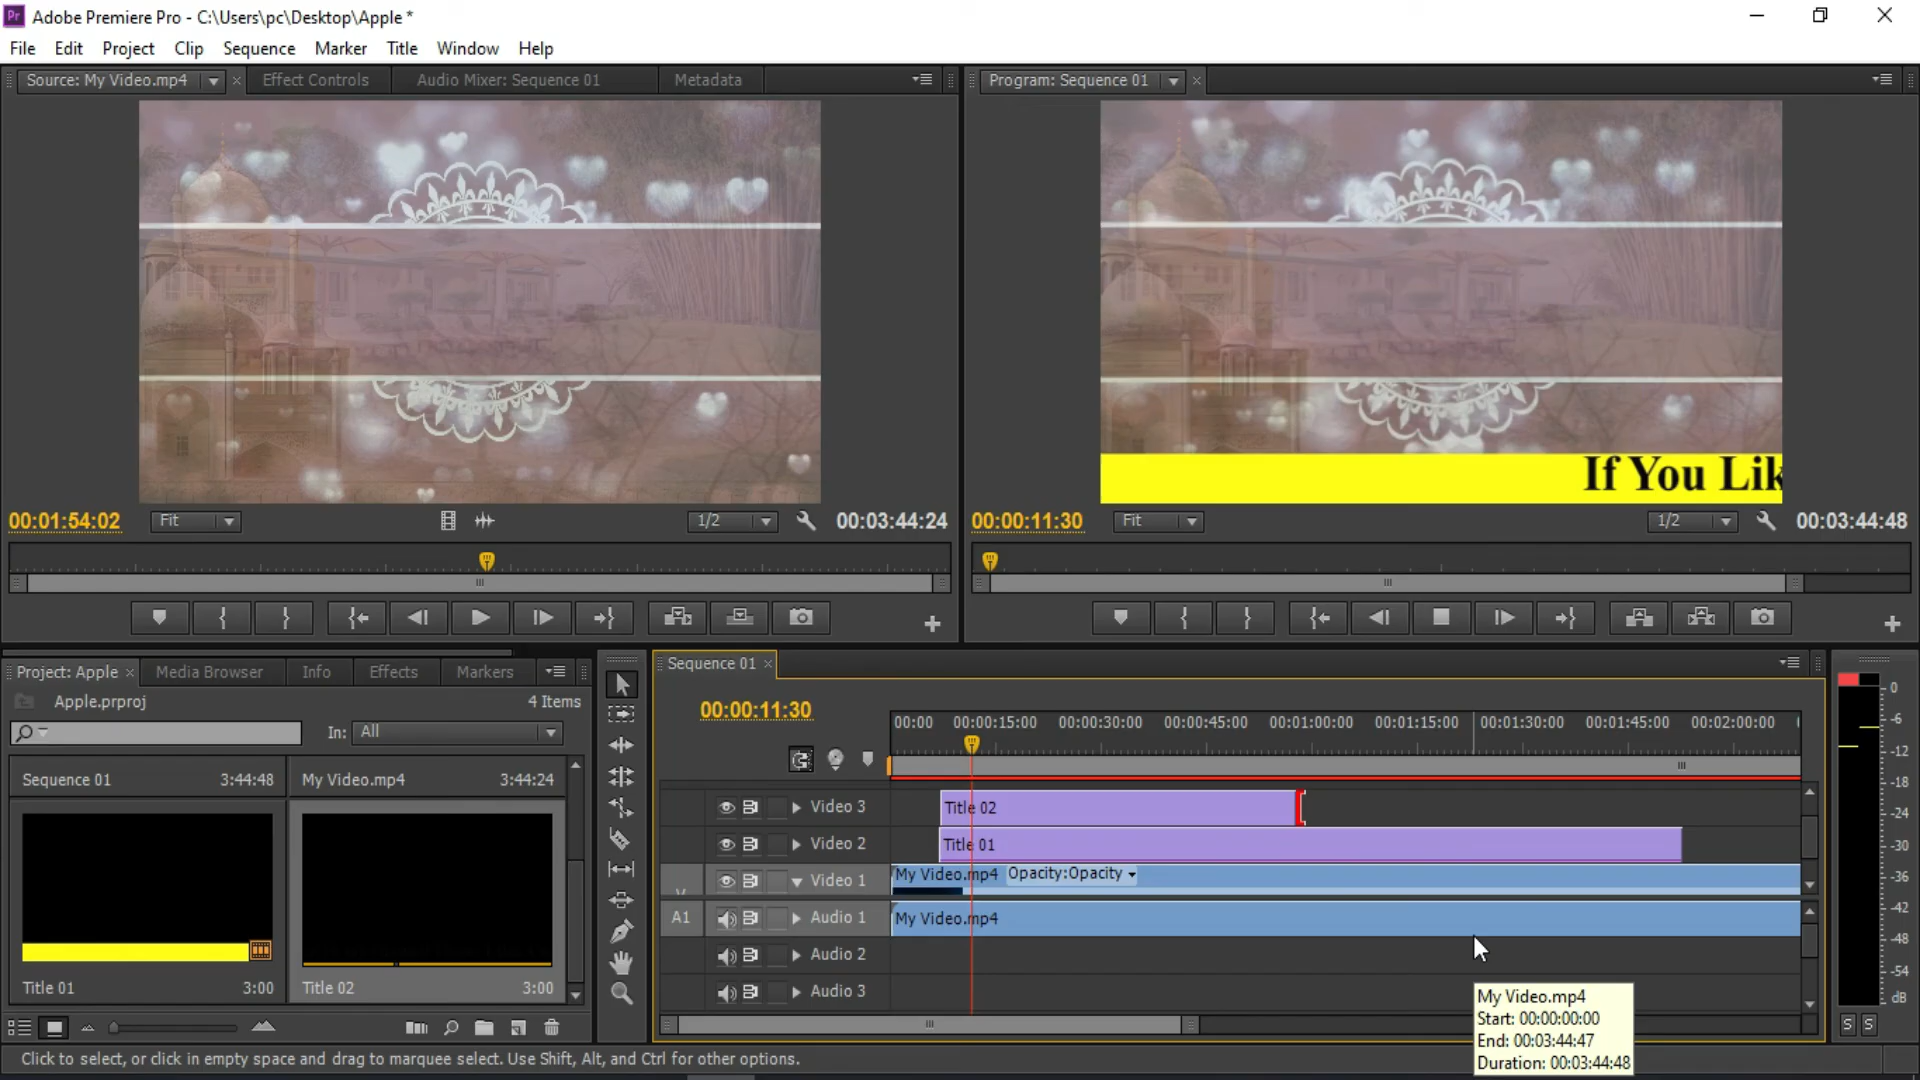 Adobe Premiere Pro - C:\Users\pc\Desktop\Apple *
File Edit Project Clip Sequence Marker Title Window Help
Source: My Video.mp4 Effect Controls Audio Mixer: Sequence 01 Metadata
Program: Sequence 01
If You Lik
00:01:54:02 Fit 1/2 00:03:44:24
00:00:11:30 Fit 1/2 00:03:44:48
Project: Apple Media Browser Info Effects Markers
Apple.prproj 4 Items
In: All
Sequence 01 3:44:48 My Video.mp4 3:44:24
Title 01 3:00 Title 02 3:00
Sequence 01
00:00:11:30
00:00 00:00:15:00 00:00:30:00 00:00:45:00 00:01:00:00 00:01:15:00 00:01:30:00 00:01:45:00 00:02:00:00
Video 3 Title 02
Video 2 Title 01
V Video 1 My Video.mp4 Opacity:Opacity
A1 Audio 1 My Video.mp4
Audio 2
Audio 3
My Video.mp4
Start: 00:00:00:00
End: 00:03:44:47
Duration: 00:03:44:48
0
-6
-12
-18
-24
-30
-36
-42
-48
-54
dB
S S
Click to select, or click in empty space and drag to marquee select. Use Shift, Alt, and Ctrl for other options.